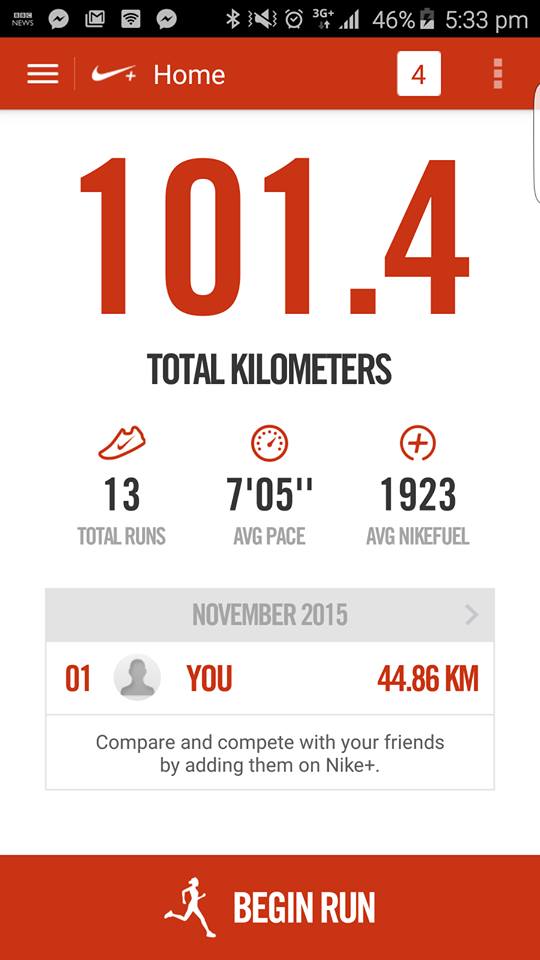 BBC NEWS 3G+ 46% 5:33 pm
Home 4
101.4
TOTAL KILOMETERS
13 7'05'' 1923
TOTAL RUNS AVG PACE AVG NIKEFUEL
NOVEMBER 2015
01 YOU 44.86 KM
Compare and compete with your friends
by adding them on Nike+.
BEGIN RUN